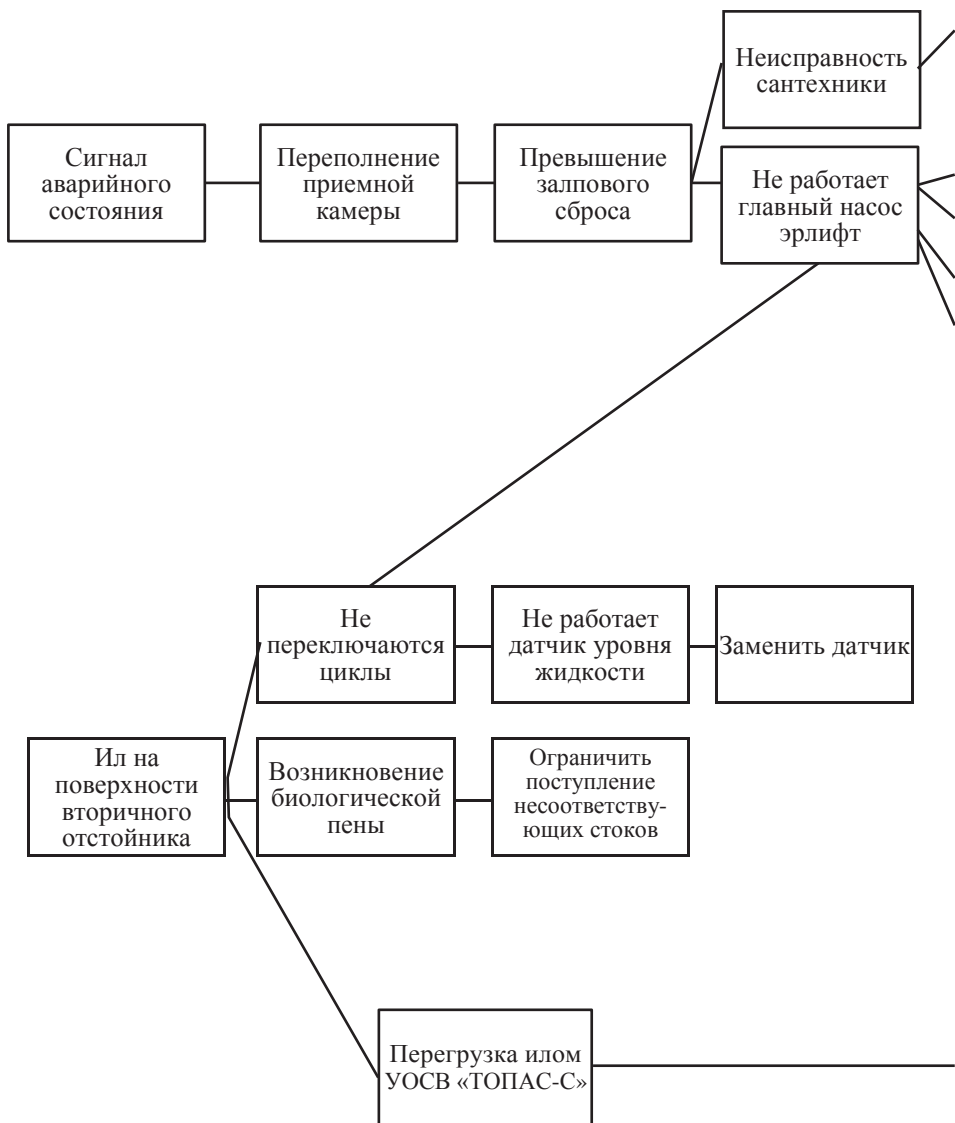 Неисправность
сантехники
Сигнал
аварийного
состояния
Переполнение
приемной
камеры
Превышение
залпового
сброса
Не работает
главный насос
эрлифт
Не
переключаются
циклы
Не работает
датчик уровня
жидкости
Заменить датчик
Ил на
поверхности
вторичного
отстойника
Возникновение
биологической
пены
Ограничить
поступление
несоответству-
ющих стоков
Перегрузка илом
УОСВ «ТОПАС-С»